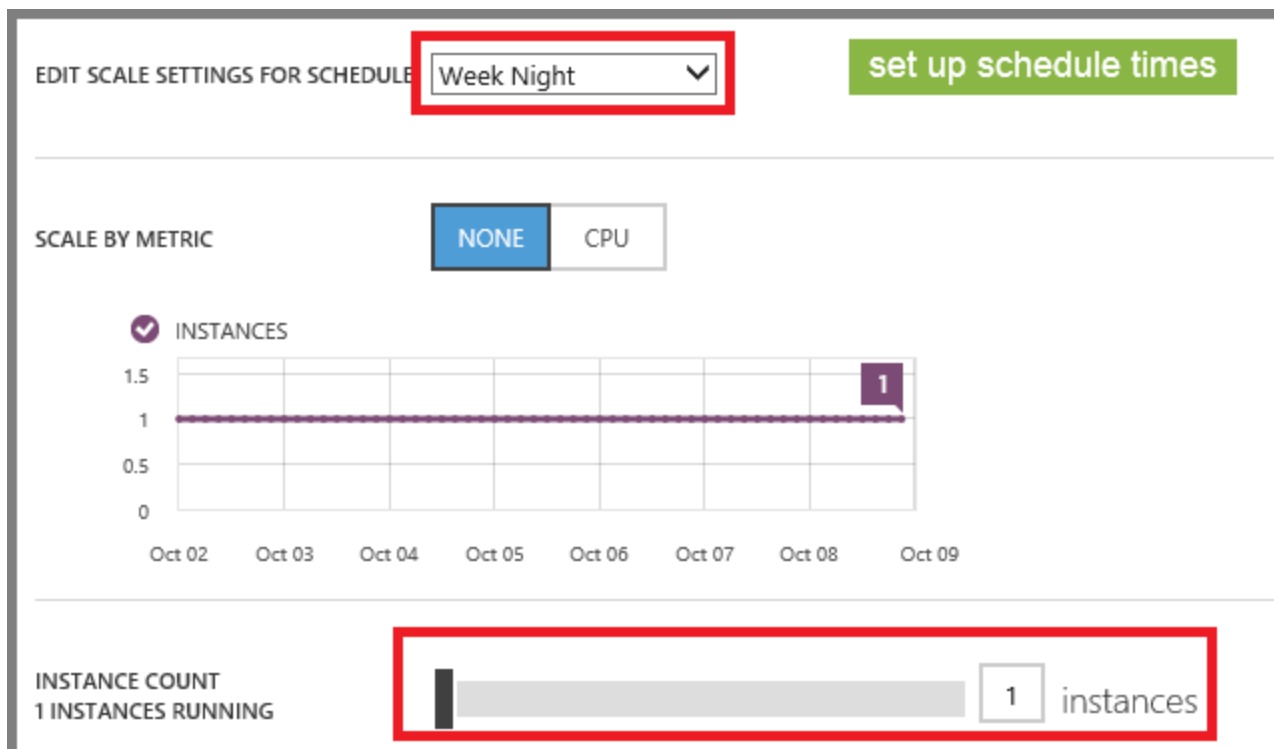 EDIT SCALE SETTINGS FOR SCHEDULE Week Night set up schedule times
SCALE BY METRIC NONE CPU
INSTANCES
1.5
1
1
0.5
0
Oct 02 Oct 03 Oct 04 Oct 05 Oct 06 Oct 07 Oct 08 Oct 09
INSTANCE COUNT
1 INSTANCES RUNNING
1 instances